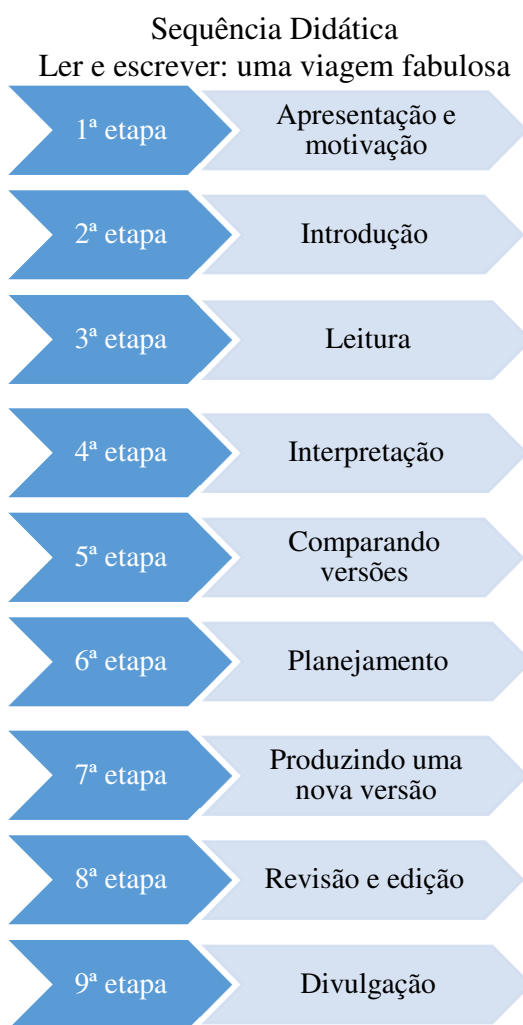 Sequência Didática
Ler e escrever: uma viagem fabulosa
1ª etapa
Apresentação e
motivação
2ª etapa
Introdução
3ª etapa
Leitura
4ª etapa
Interpretação
5ª etapa
Comparando
versões
6ª etapa
Planejamento
7ª etapa
Produzindo uma
nova versão
8ª etapa
Revisão e edição
9ª etapa
Divulgação